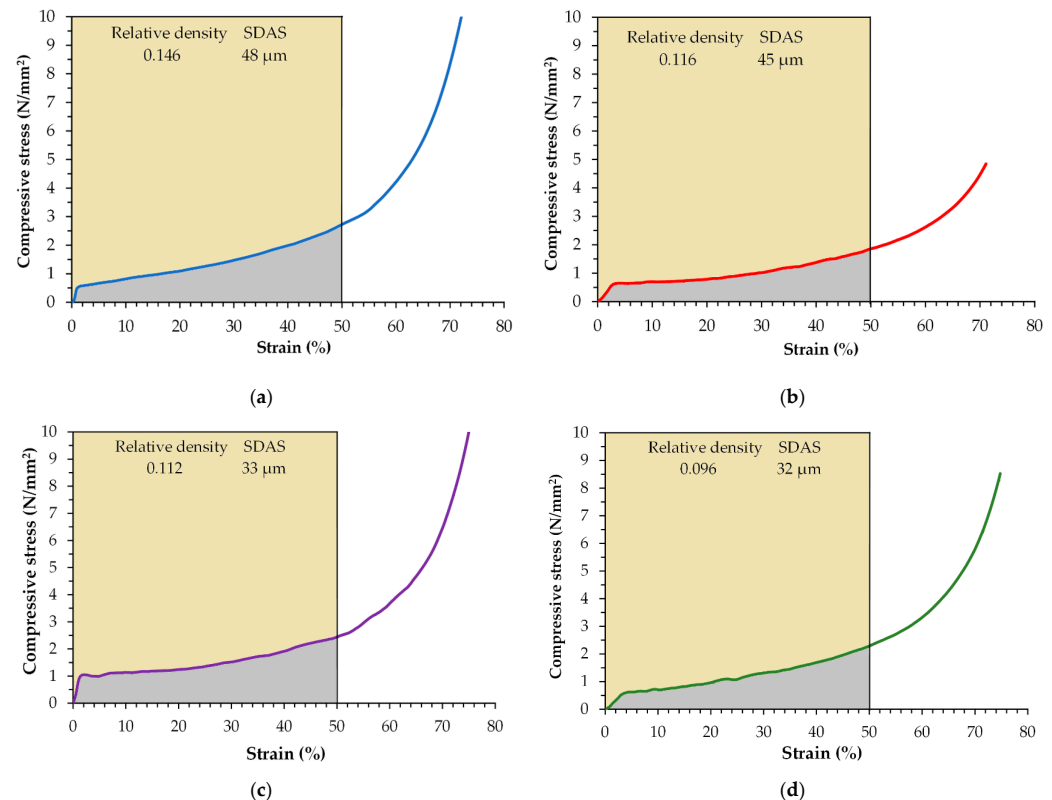 Relative density SDAS
0.146 48 µm
Compressive stress (N/mm²)
10
9
8
7
6
5
4
3
2
1
0
0 10 20 30 40 50 60 70 80
Strain (%)
(a)
Relative density SDAS
0.116 45 µm
Compressive stress (N/mm²)
10
9
8
7
6
5
4
3
2
1
0
0 10 20 30 40 50 60 70 80
Strain (%)
(b)
Relative density SDAS
0.112 33 µm
Compressive stress (N/mm²)
10
9
8
7
6
5
4
3
2
1
0
0 10 20 30 40 50 60 70 80
Strain (%)
(c)
Relative density SDAS
0.096 32 µm
Compressive stress (N/mm²)
10
9
8
7
6
5
4
3
2
1
0
0 10 20 30 40 50 60 70 80
Strain (%)
(d)